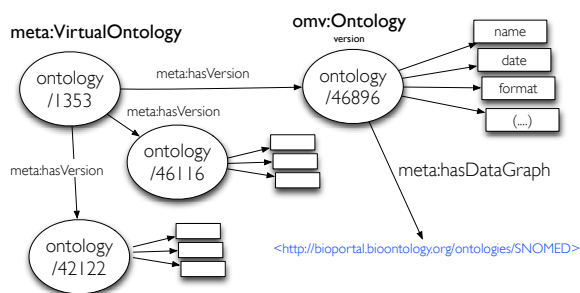 meta:VirtualOntology
omv:Ontology
version
name
date
format
(....)
ontology
/1353
meta:hasVersion
ontology
/46896
meta:hasVersion
ontology
/46116
meta:hasVersion
meta:hasDataGraph
ontology
/42122
<http://bioportal.bioontology.org/ontologies/SNOMED>